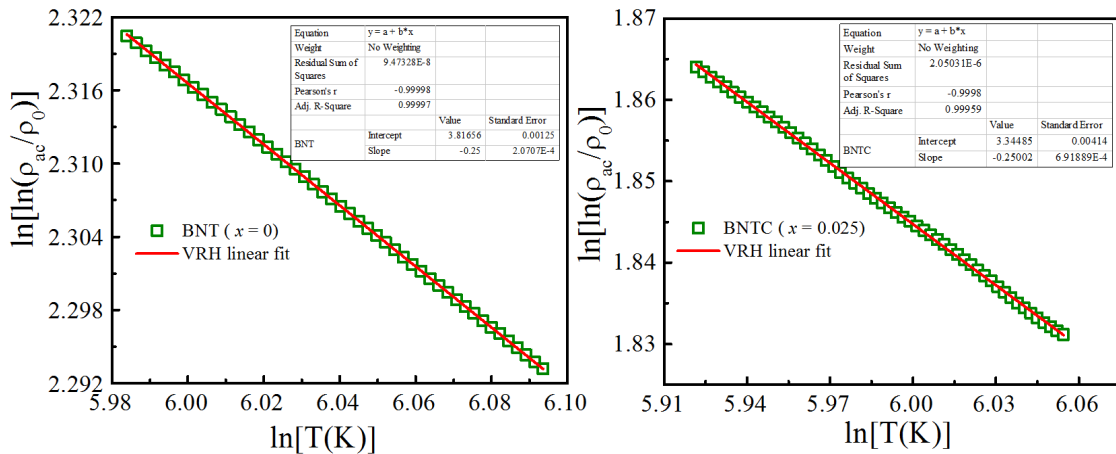 2.322
2.316
2.310
2.304
2.298
2.292
ln[ln(ρac/ρ0)]
5.98 6.00 6.02 6.04 6.06 6.08 6.10
ln[T(K)]
Equation y = a + b*x
Weight No Weighting
Residual Sum of Squares 9.47328E-8
Pearson's r -0.99998
Adj. R-Square 0.99997
Value Standard Error
BNT Intercept 3.81656 0.00125
Slope -0.25 2.0707E-4
BNT ( x = 0)
VRH linear fit
1.87
1.86
1.85
1.84
1.83
ln[ln(ρac/ρ0)]
5.91 5.94 5.97 6.00 6.03 6.06
ln[T(K)]
Equation y = a + b*x
Weight No Weighting
Residual Sum
of Squares 2.05031E-6
Pearson's r -0.9998
Adj. R-Square 0.99959
Value Standard Error
BNTC Intercept 3.34485 0.00414
Slope -0.25002 6.91889E-4
BNTC ( x = 0.025)
VRH linear fit